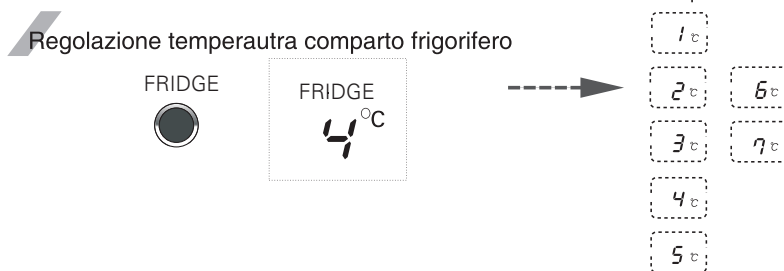 Regolazione temperautra comparto frigorifero
FRIDGE
FRIDGE
4 °C
1 ℃
2 ℃
6 ℃
3 ℃
7 ℃
4 ℃
5 ℃